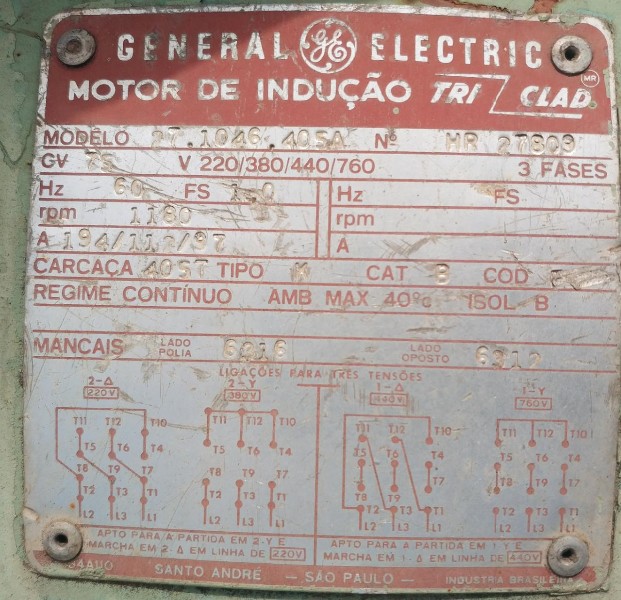 GENERAL GE ELECTRIC
MOTOR DE INDUÇÃO TRI CLAD MR
MODELO 27.1046.405A Nº MR 27809
CV 75 V 220/380/440/760 3 FASES
Hz 60 FS 1.0 Hz FS
rpm 1180 rpm
A 194/112/97 A
CARCAÇA 405T TIPO K CAT B COD
REGIME CONTÍNUO AMB MAX 40ºC ISOL B
MANCAIS LADO POLIA 6316 LADO OPOSTO 6312
LIGAÇÕES PARA TRÊS TENSÕES
2-Δ 2-Y 1-Δ 1-Y
220V 380V 440V 760V
T11 T12 T10 T11 T12 T10 T11 T12 T10 T11 T12 T10
T5 T6 T4 T5 T6 T4 T5 T6 T4 T5 T6 T4
T8 T9 T7 T8 T9 T7 T8 T9 T7 T8 T9 T7
T2 T3 T1 T2 T3 T1 T2 T3 T1 T2 T3 T1
L2 L3 L1 L2 L3 L1 L2 L3 L1 L2 L3 L1
APTO PARA A PARTIDA EM 2-Y E APTO PARA A PARTIDA EM 1-Y E
MARCHA EM 2-Δ EM LINHA DE 220V MARCHA EM 1-Δ EM LINHA DE 440V
SANTO ANDRÉ — SÃO PAULO — INDUSTRIA BRASILEIRA